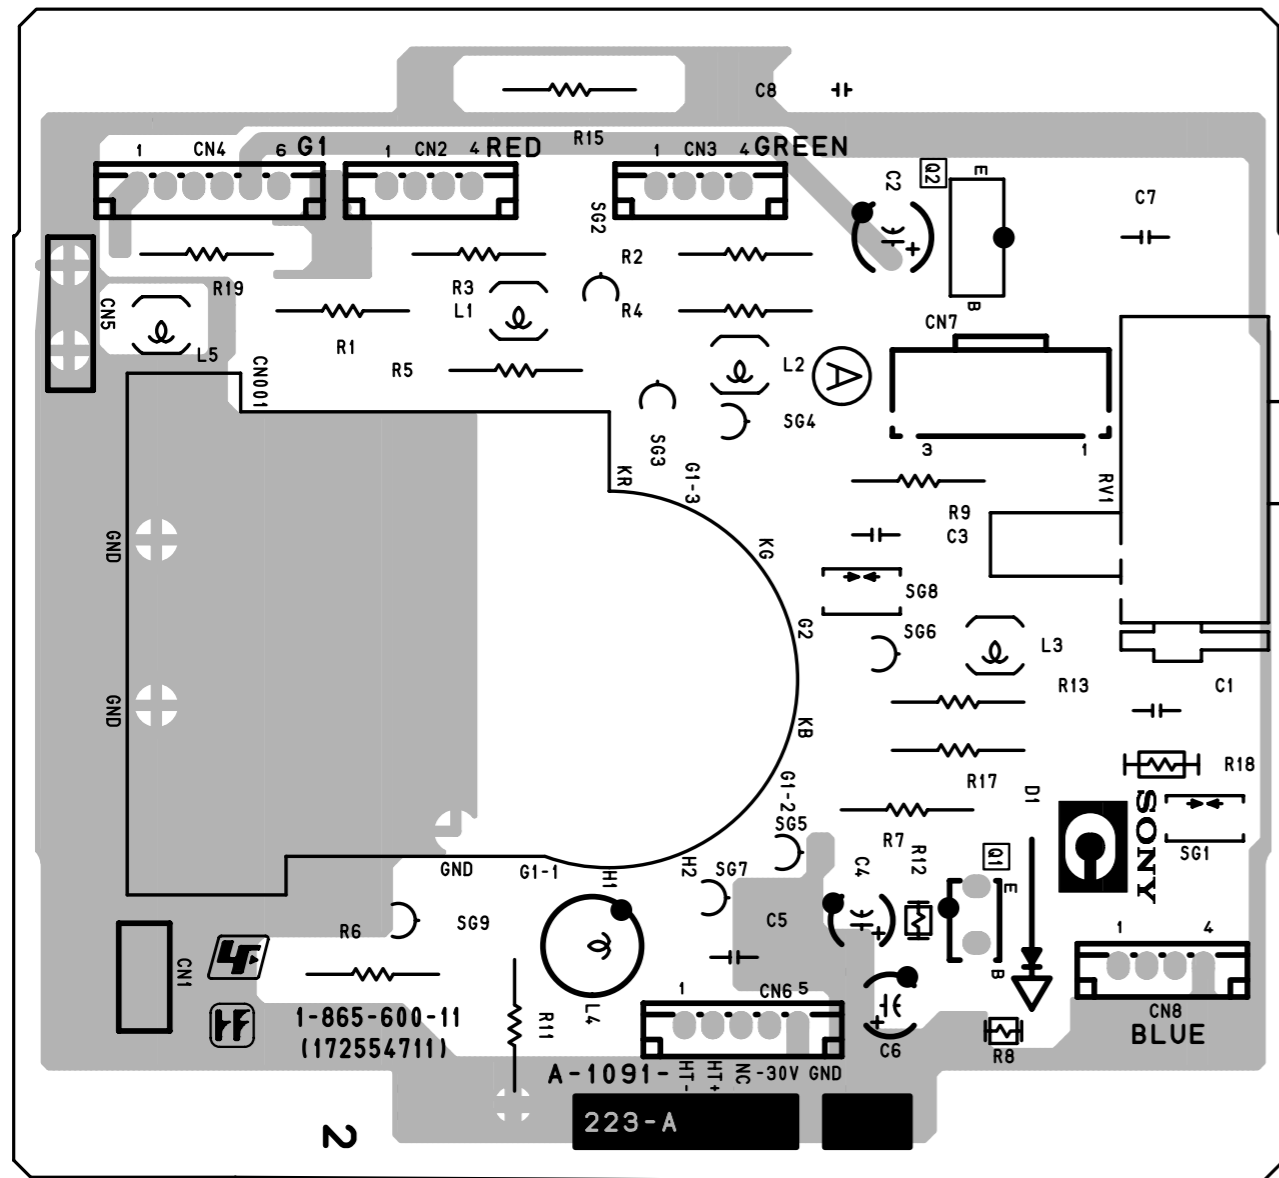 C8
R15
1 CN4 6 G1
1 CN2 4 RED
1 CN3 4 GREEN
SG2
C2
Q2
E
B
C7
R19
R3
R2
L1
R4
CN5
L5
R1
R5
CN001
L2
A
CN7
3 1
SG4
SG3
KR
G1-3
RV1
R9
C3
KG
GND
SG8
G2
SG6
L3
R13
C1
GND
KB
R17
R18
D1
G1-2
SG5
R7
SONY
SG1
R12
Q1
E
B
C4
GND
G1-1
H1
H2
SG7
SG9
C5
R6
CN1
1 4
CN8
BLUE
1 CN6 5
L4
R11
C6
R8
1-865-600-11
(172554711)
A-1091-
HT-
HT+
NC
-30V GND
223-A
2